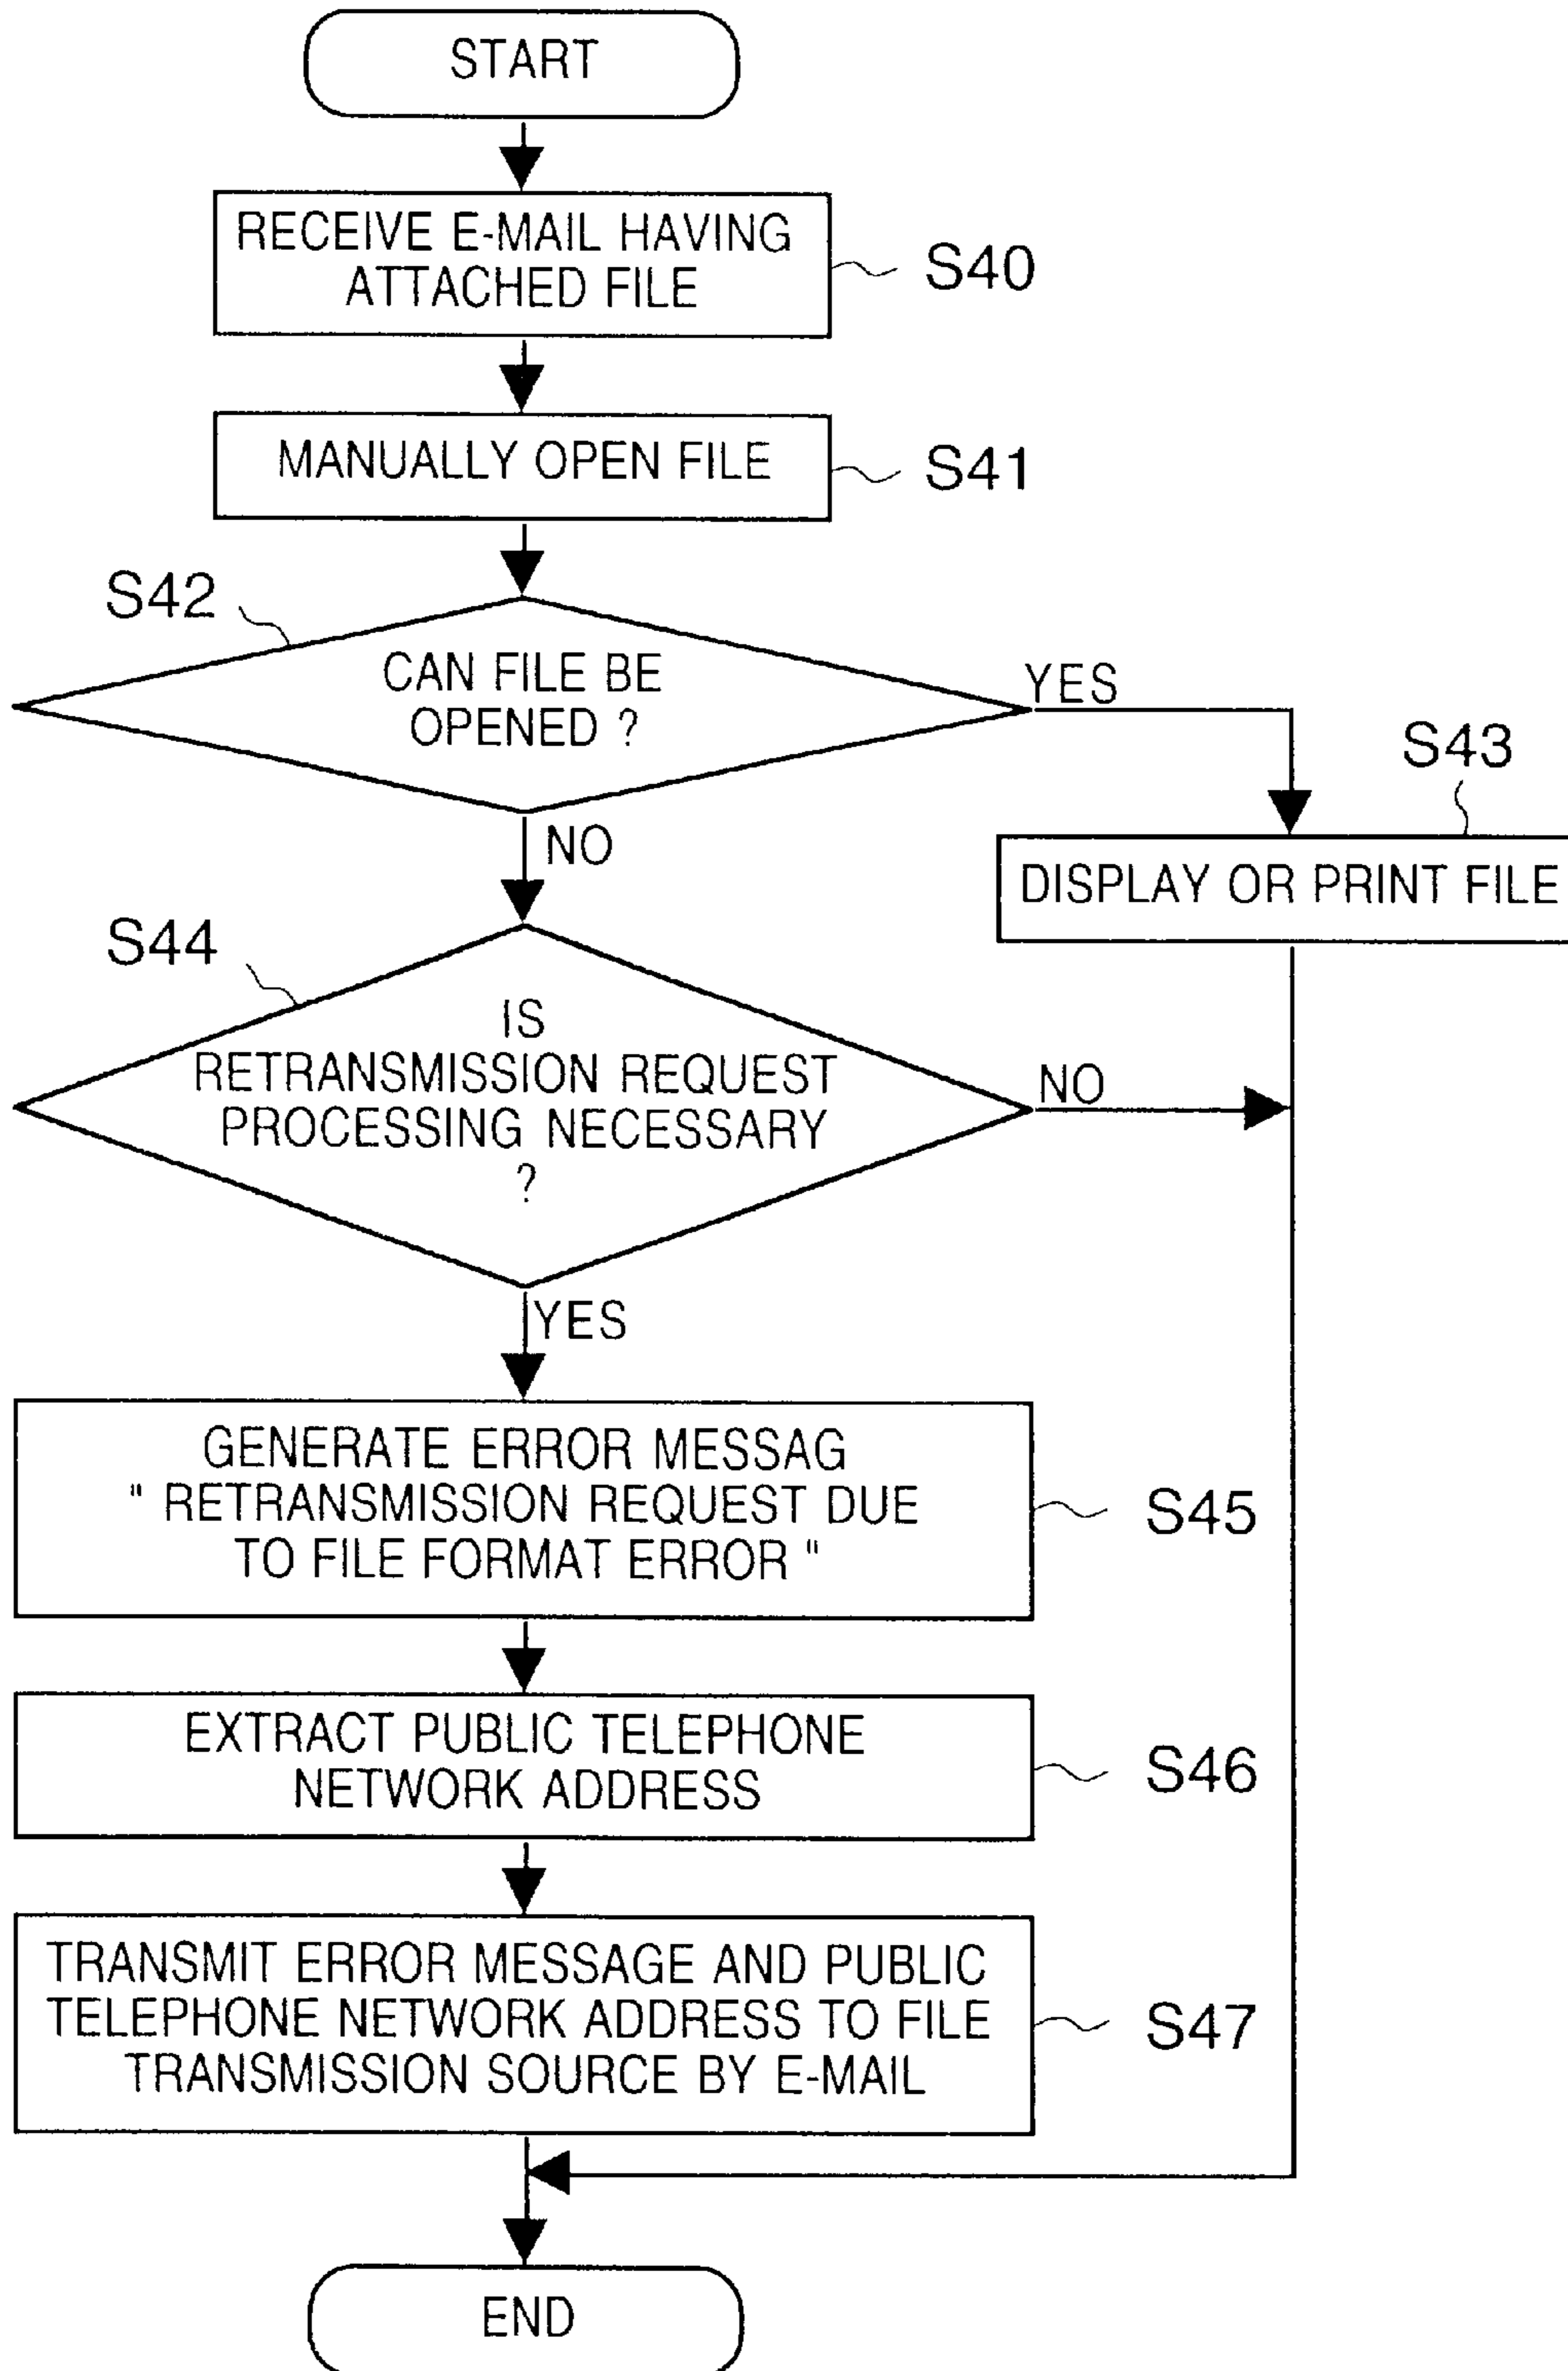 START
RECEIVE E-MAIL HAVING
ATTACHED FILE
S40
MANUALLY OPEN FILE
S41
S42
CAN FILE BE
OPENED ?
YES
NO
S43
DISPLAY OR PRINT FILE
S44
IS
RETRANSMISSION REQUEST
PROCESSING NECESSARY
?
NO
YES
GENERATE ERROR MESSAG
" RETRANSMISSION REQUEST DUE
TO FILE FORMAT ERROR "
S45
EXTRACT PUBLIC TELEPHONE
NETWORK ADDRESS
S46
TRANSMIT ERROR MESSAGE AND PUBLIC
TELEPHONE NETWORK ADDRESS TO FILE
TRANSMISSION SOURCE BY E-MAIL
S47
END